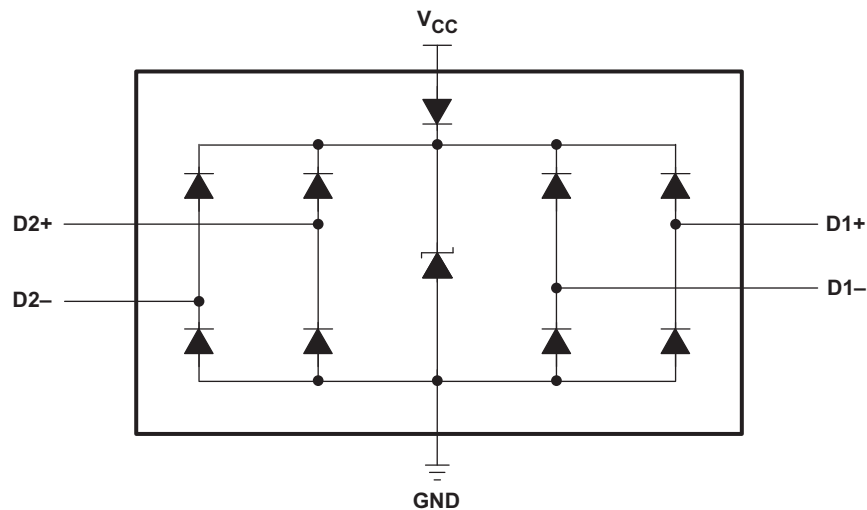 VCC
D2+
D1+
D2–
D1–
GND